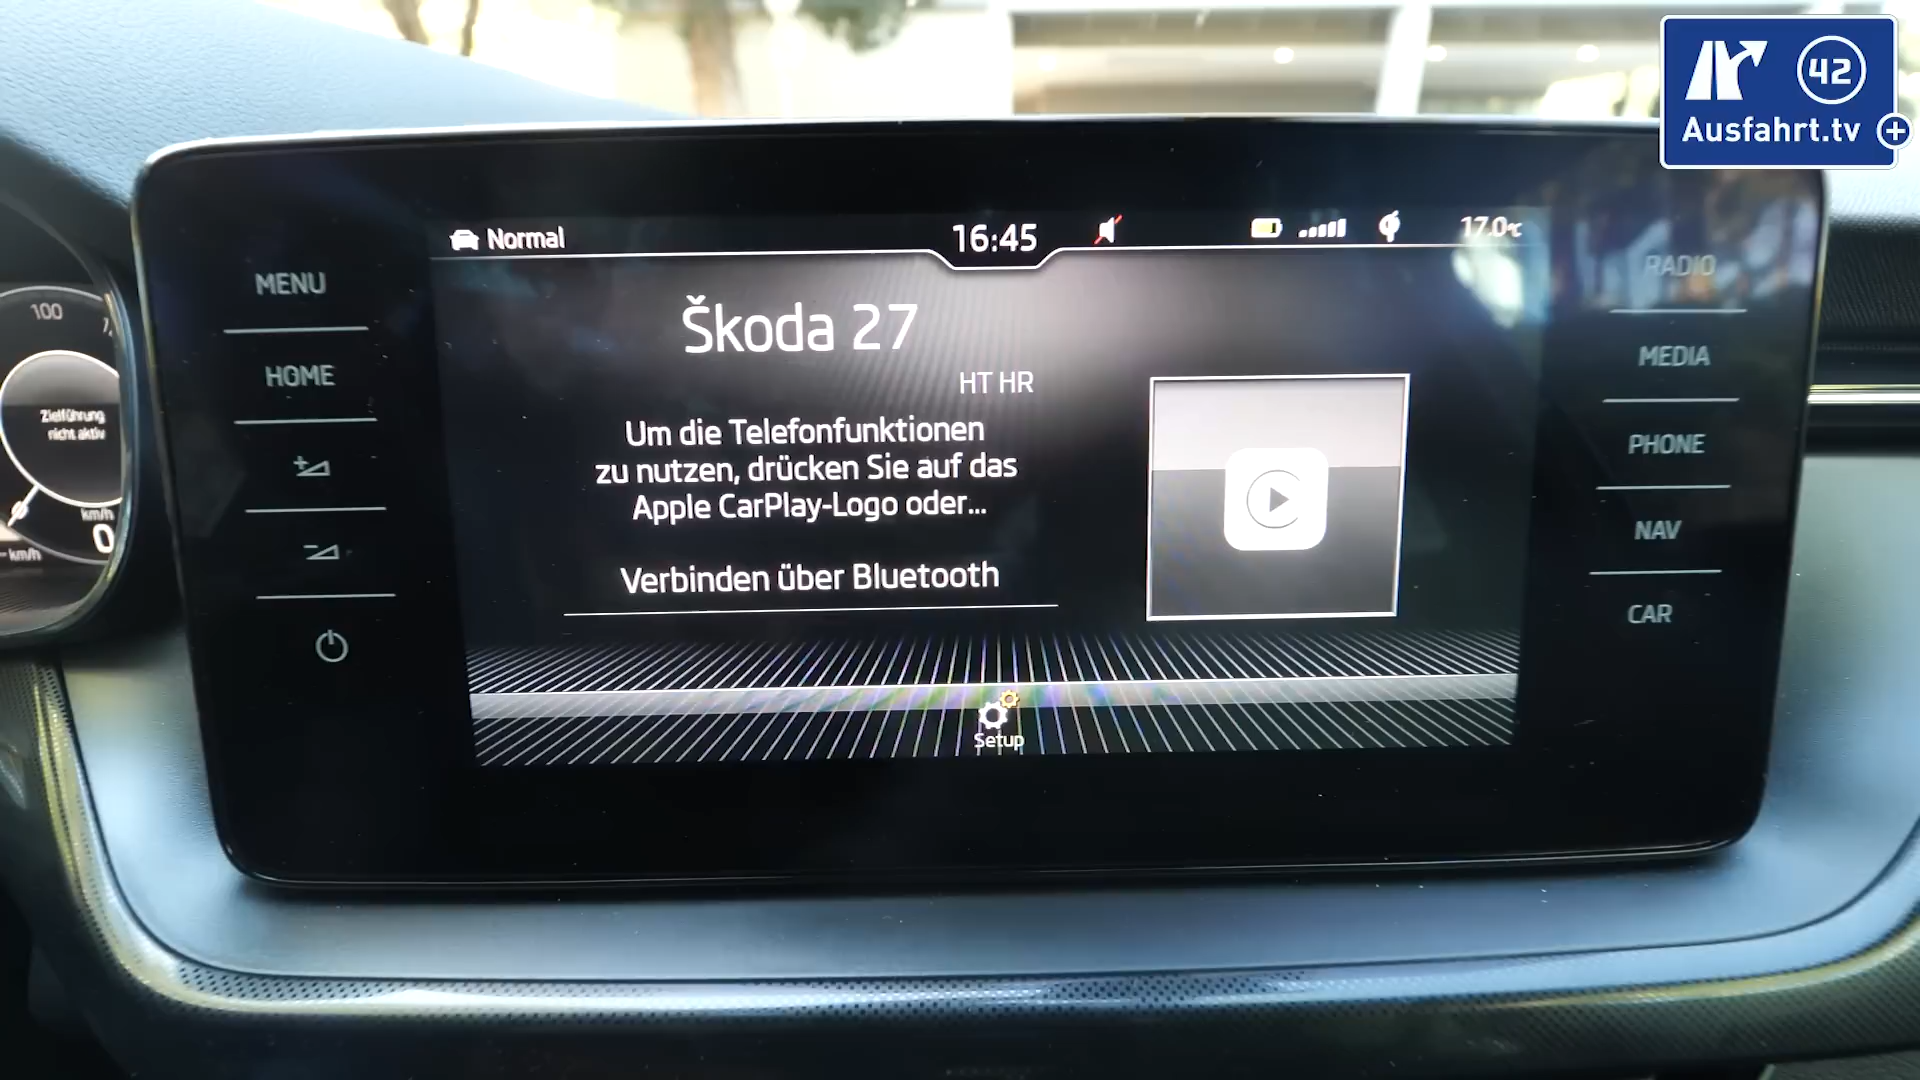 42
Ausfahrt.tv +
Normal
16:45
17.0°C
MENU
HOME
RADIO
MEDIA
PHONE
NAV
CAR
Škoda 27
HT HR
Um die Telefonfunktionen
zu nutzen, drücken Sie auf das
Apple CarPlay-Logo oder...
Verbinden über Bluetooth
Setup
100
Zielführung
nicht aktiv
km/h
0
km/h